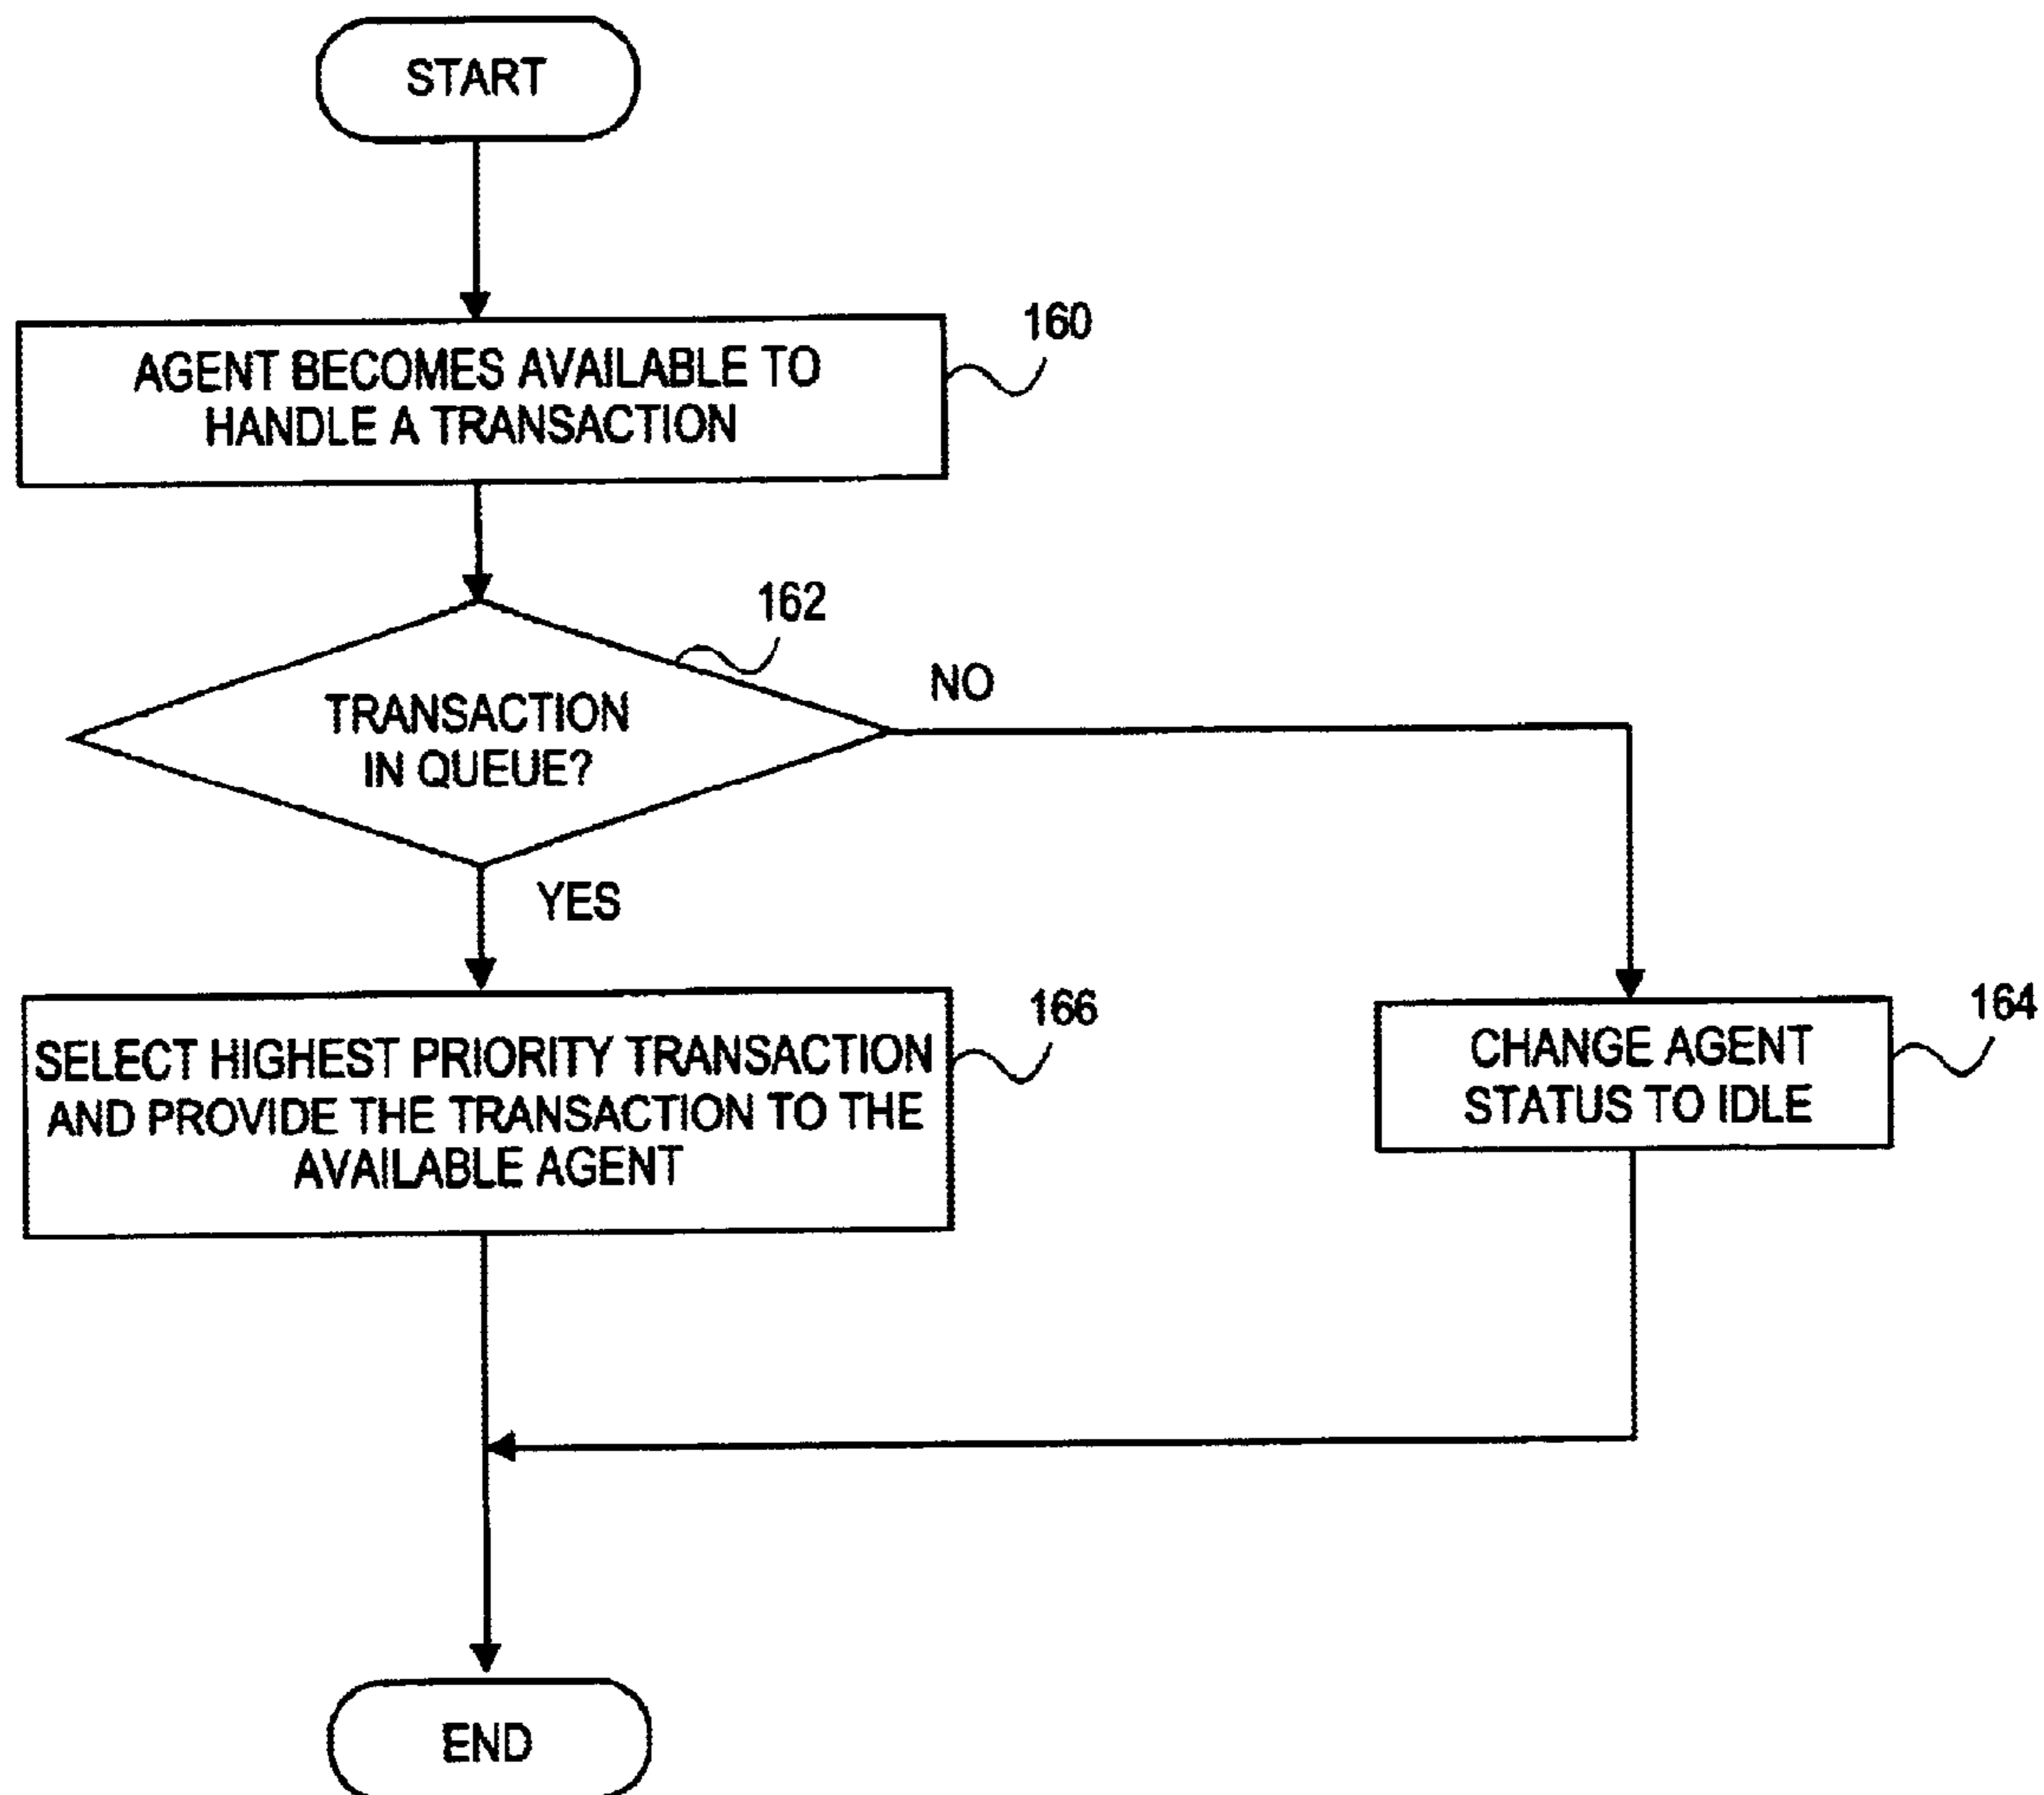 START
160
AGENT BECOMES AVAILABLE TO
HANDLE A TRANSACTION
162
NO
TRANSACTION
IN QUEUE?
YES
166
SELECT HIGHEST PRIORITY TRANSACTION
AND PROVIDE THE TRANSACTION TO THE
AVAILABLE AGENT
164
CHANGE AGENT
STATUS TO IDLE
END